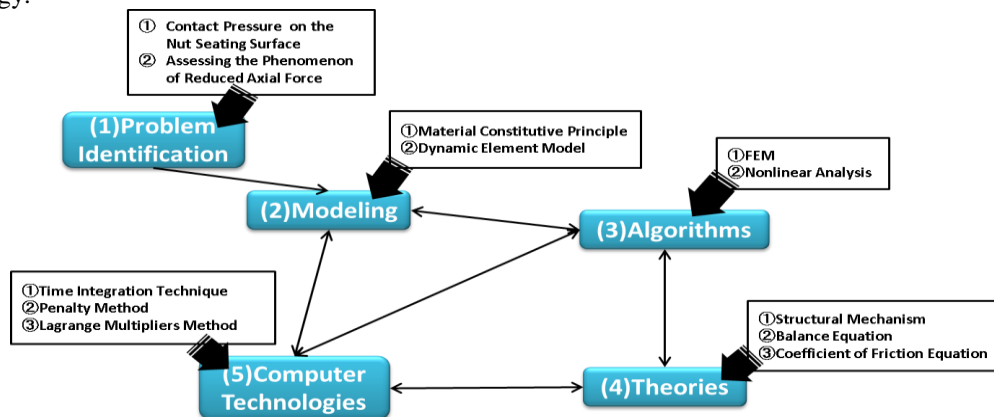 gy.
① Contact Pressure on the
Nut Seating Surface
② Assessing the Phenomenon
of Reduced Axial Force
(1)Problem
Identification
①Material Constitutive Principle
②Dynamic Element Model
(2)Modeling
①FEM
②Nonlinear Analysis
(3)Algorithms
①Time Integration Technique
②Penalty Method
③Lagrange Multipliers Method
(5)Computer
Technologies
①Structural Mechanism
②Balance Equation
③Coefficient of Friction Equation
(4)Theories